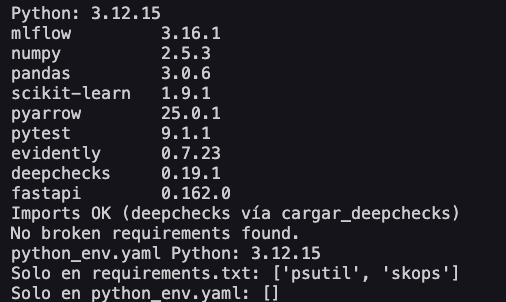 Python: 3.12.15
mlflow 3.16.1
numpy 2.5.3
pandas 3.0.6
scikit-learn 1.9.1
pyarrow 25.0.1
pytest 9.1.1
evidently 0.7.23
deepchecks 0.19.1
fastapi 0.162.0
Imports OK (deepchecks vía cargar_deepchecks)
No broken requirements found.
python_env.yaml Python: 3.12.15
Solo en requirements.txt: ['psutil', 'skops']
Solo en python_env.yaml: []